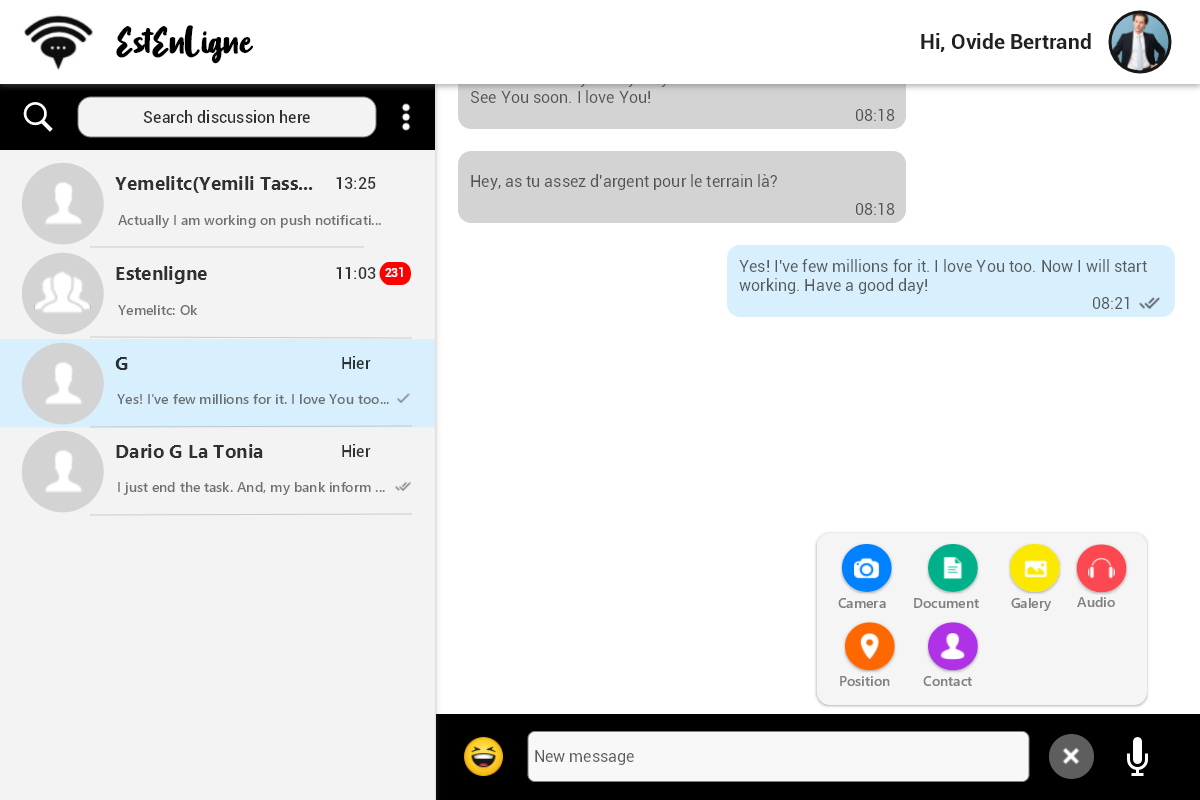 EstEnLigne
Hi, Ovide Bertrand
Search discussion here
Yemelitc(Yemili Tass... 13:25
Actually I am working on push notificati...
Estenligne 11:03 231
Yemelitc: Ok
G Hier
Yes! I've few millions for it. I love You too...
Dario G La Tonia Hier
I just end the task. And, my bank inform ...
See You soon. I love You!
08:18
Hey, as tu assez d'argent pour le terrain là?
08:18
Yes! I've few millions for it. I love You too. Now I will start
working. Have a good day!
08:21
Camera Document Galery Audio
Position Contact
New message